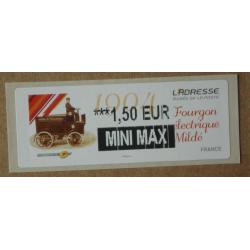 1904
L'ADRESSE
MUSÉE DE LA POSTE
***1,50 EUR
MINI MAX
Fourgon
électrique
Mildé
FRANCE